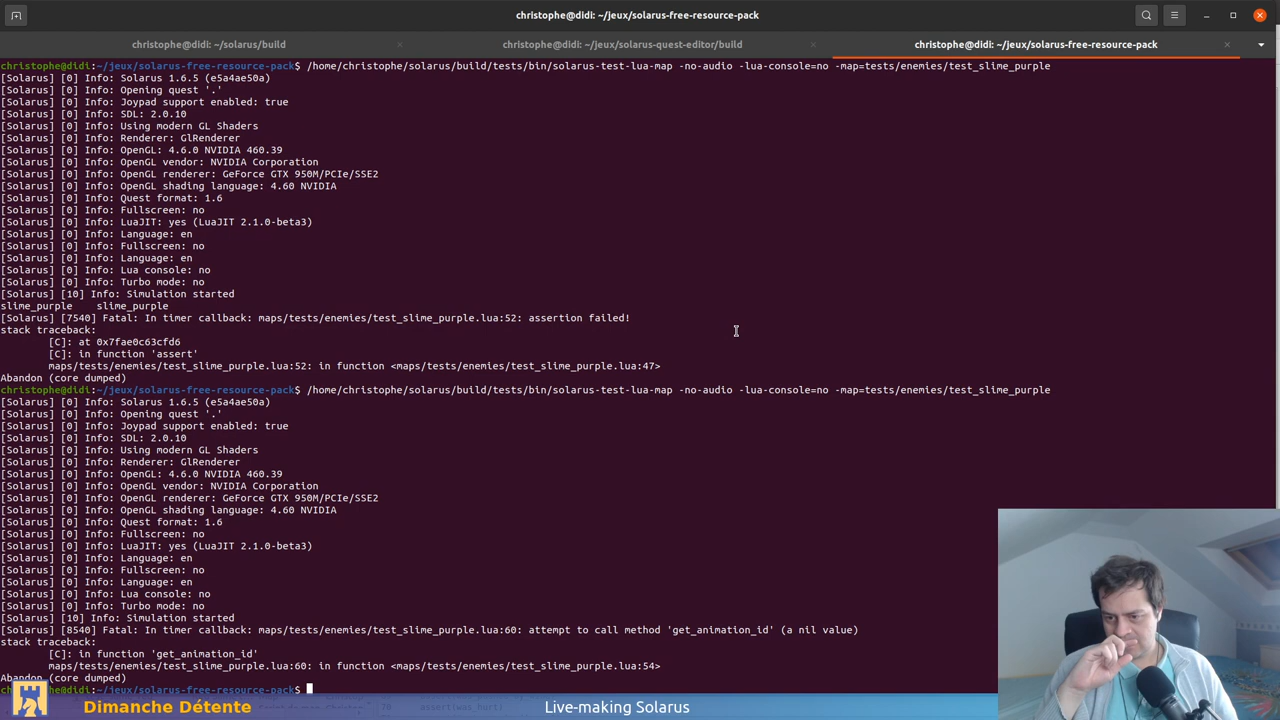 christophe@didi: ~/jeux/solarus-free-resource-pack
christophe@didi: ~/solarus/build
christophe@didi: ~/jeux/solarus-quest-editor/build
christophe@didi: ~/jeux/solarus-free-resource-pack
christophe@didi:~/jeux/solarus-free-resource-pack$ /home/christophe/solarus/build/tests/bin/solarus-test-lua-map -no-audio -lua-console=no -map=tests/enemies/test_slime_purple
[Solarus] [0] Info: Solarus 1.6.5 (e5a4ae50a)
[Solarus] [0] Info: Opening quest '.'
[Solarus] [0] Info: Joypad support enabled: true
[Solarus] [0] Info: SDL: 2.0.10
[Solarus] [0] Info: Using modern GL Shaders
[Solarus] [0] Info: Renderer: GlRenderer
[Solarus] [0] Info: OpenGL: 4.6.0 NVIDIA 460.39
[Solarus] [0] Info: OpenGL vendor: NVIDIA Corporation
[Solarus] [0] Info: OpenGL renderer: GeForce GTX 950M/PCIe/SSE2
[Solarus] [0] Info: OpenGL shading language: 4.60 NVIDIA
[Solarus] [0] Info: Quest format: 1.6
[Solarus] [0] Info: Fullscreen: no
[Solarus] [0] Info: LuaJIT: yes (LuaJIT 2.1.0-beta3)
[Solarus] [0] Info: Language: en
[Solarus] [0] Info: Fullscreen: no
[Solarus] [0] Info: Language: en
[Solarus] [0] Info: Lua console: no
[Solarus] [0] Info: Turbo mode: no
[Solarus] [10] Info: Simulation started
slime_purple    slime_purple
[Solarus] [7540] Fatal: In timer callback: maps/tests/enemies/test_slime_purple.lua:52: assertion failed!
stack traceback:
[C]: at 0x7fae0c63cfd6
[C]: in function 'assert'
maps/tests/enemies/test_slime_purple.lua:52: in function <maps/tests/enemies/test_slime_purple.lua:47>
Abandon (core dumped)
christophe@didi:~/jeux/solarus-free-resource-pack$ /home/christophe/solarus/build/tests/bin/solarus-test-lua-map -no-audio -lua-console=no -map=tests/enemies/test_slime_purple
[Solarus] [0] Info: Solarus 1.6.5 (e5a4ae50a)
[Solarus] [0] Info: Opening quest '.'
[Solarus] [0] Info: Joypad support enabled: true
[Solarus] [0] Info: SDL: 2.0.10
[Solarus] [0] Info: Using modern GL Shaders
[Solarus] [0] Info: Renderer: GlRenderer
[Solarus] [0] Info: OpenGL: 4.6.0 NVIDIA 460.39
[Solarus] [0] Info: OpenGL vendor: NVIDIA Corporation
[Solarus] [0] Info: OpenGL renderer: GeForce GTX 950M/PCIe/SSE2
[Solarus] [0] Info: OpenGL shading language: 4.60 NVIDIA
[Solarus] [0] Info: Quest format: 1.6
[Solarus] [0] Info: Fullscreen: no
[Solarus] [0] Info: LuaJIT: yes (LuaJIT 2.1.0-beta3)
[Solarus] [0] Info: Language: en
[Solarus] [0] Info: Fullscreen: no
[Solarus] [0] Info: Language: en
[Solarus] [0] Info: Lua console: no
[Solarus] [0] Info: Turbo mode: no
[Solarus] [10] Info: Simulation started
[Solarus] [8540] Fatal: In timer callback: maps/tests/enemies/test_slime_purple.lua:60: attempt to call method 'get_animation_id' (a nil value)
stack traceback:
[C]: in function 'get_animation_id'
maps/tests/enemies/test_slime_purple.lua:60: in function <maps/tests/enemies/test_slime_purple.lua:54>
Abandon (core dumped)
christophe@didi:~/jeux/solarus-free-resource-pack$
Dimanche Détente
Live-making Solarus